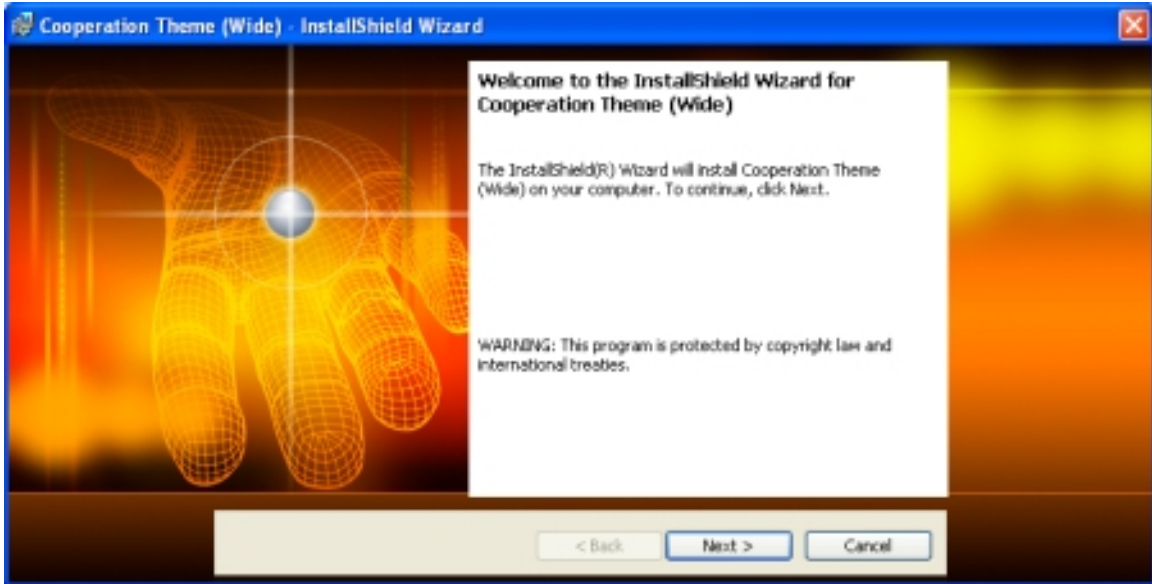 Cooperation Theme (Wide) - InstallShield Wizard
Welcome to the InstallShield Wizard for
Cooperation Theme (Wide)
The InstallShield(R) Wizard will install Cooperation Theme
(Wide) on your computer. To continue, click Next.
WARNING: This program is protected by copyright law and
international treaties.
< Back
Next >
Cancel